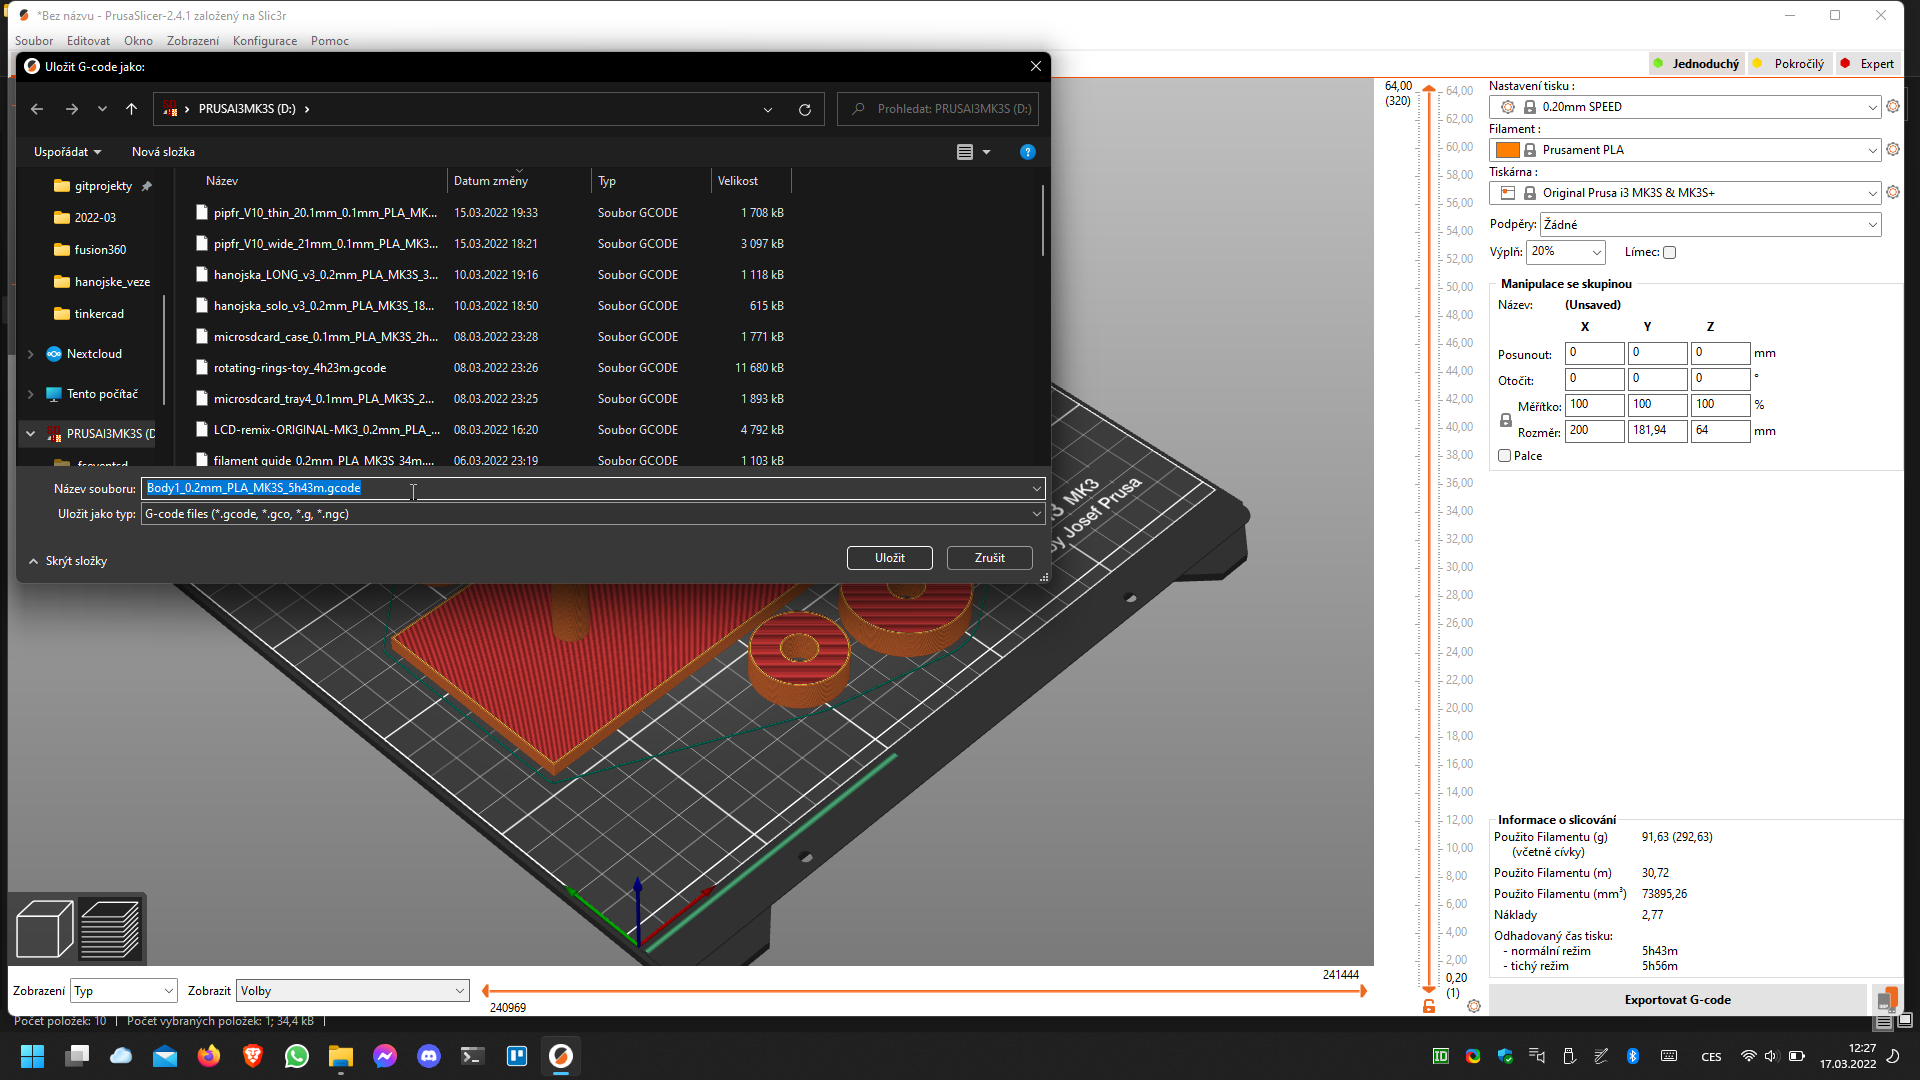 *Bez názvu - PrusaSlicer-2.4.1 založený na Slic3r
Soubor Editovat Okno Zobrazení Konfigurace Pomoc
Uložit G-code jako:
PRUSAI3MK3S (D:)
Prohledat: PRUSAI3MK3S (D:)
Uspořádat Nová složka
gitprojekty
2022-03
fusion360
hanojske_veze
tinkercad
Nextcloud
Tento počítač
PRUSAI3MK3S (D
Název Datum změny Typ Velikost
pipfr_V10_thin_20.1mm_0.1mm_PLA_MK... 15.03.2022 19:33 Soubor GCODE 1 708 kB
pipfr_V10_wide_21mm_0.1mm_PLA_MK3... 15.03.2022 18:21 Soubor GCODE 3 097 kB
hanojska_LONG_v3_0.2mm_PLA_MK3S_3... 10.03.2022 19:16 Soubor GCODE 1 118 kB
hanojska_solo_v3_0.2mm_PLA_MK3S_18... 10.03.2022 18:50 Soubor GCODE 615 kB
microsdcard_case_0.1mm_PLA_MK3S_2h... 08.03.2022 23:28 Soubor GCODE 1 771 kB
rotating-rings-toy_4h23m.gcode 08.03.2022 23:26 Soubor GCODE 11 680 kB
microsdcard_tray4_0.1mm_PLA_MK3S_2... 08.03.2022 23:25 Soubor GCODE 1 893 kB
LCD-remix-ORIGINAL-MK3_0.2mm_PLA_... 08.03.2022 16:20 Soubor GCODE 4 792 kB
filament guide 0.2mm PLA MK3S 34m.... 06.03.2022 23:19 Soubor GCODE 1 103 kB
Název souboru: Body1_0.2mm_PLA_MK3S_5h43m.gcode
Uložit jako typ: G-code files (*.gcode, *.gco, *.g, *.ngc)
Skrýt složky
Uložit Zrušit
MK3
by Josef Prusa
64,00
(320)
64,00
62,00
60,00
58,00
56,00
54,00
52,00
50,00
48,00
46,00
44,00
42,00
40,00
38,00
36,00
34,00
32,00
30,00
28,00
26,00
24,00
22,00
20,00
18,00
16,00
14,00
12,00
10,00
8,00
6,00
4,00
2,00
0,20
(1)
Jednoduchý Pokročilý Expert
Nastavení tisku :
0.20mm SPEED
Filament :
Prusament PLA
Tiskárna :
Original Prusa i3 MK3S & MK3S+
Podpěry: Žádné
Výplň: 20% Límec:
Manipulace se skupinou
Název: (Unsaved)
X Y Z
Posunout: 0 0 0 mm
Otočit: 0 0 0 °
Měřítko: 100 100 100 %
Rozměr: 200 181,94 64 mm
Palce
Informace o slicování
Použito Filamentu (g) 91,63 (292,63)
(včetně cívky)
Použito Filamentu (m) 30,72
Použito Filamentu (mm³) 73895,26
Náklady 2,77
Odhadovaný čas tisku:
- normální režim 5h43m
- tichý režim 5h56m
Exportovat G-code
Zobrazení Typ Zobrazit Volby
241444
240969
Počet položek: 10 | Počet vybraných položek: 1; 34,4 kB |
ID
CES
12:27
17.03.2022